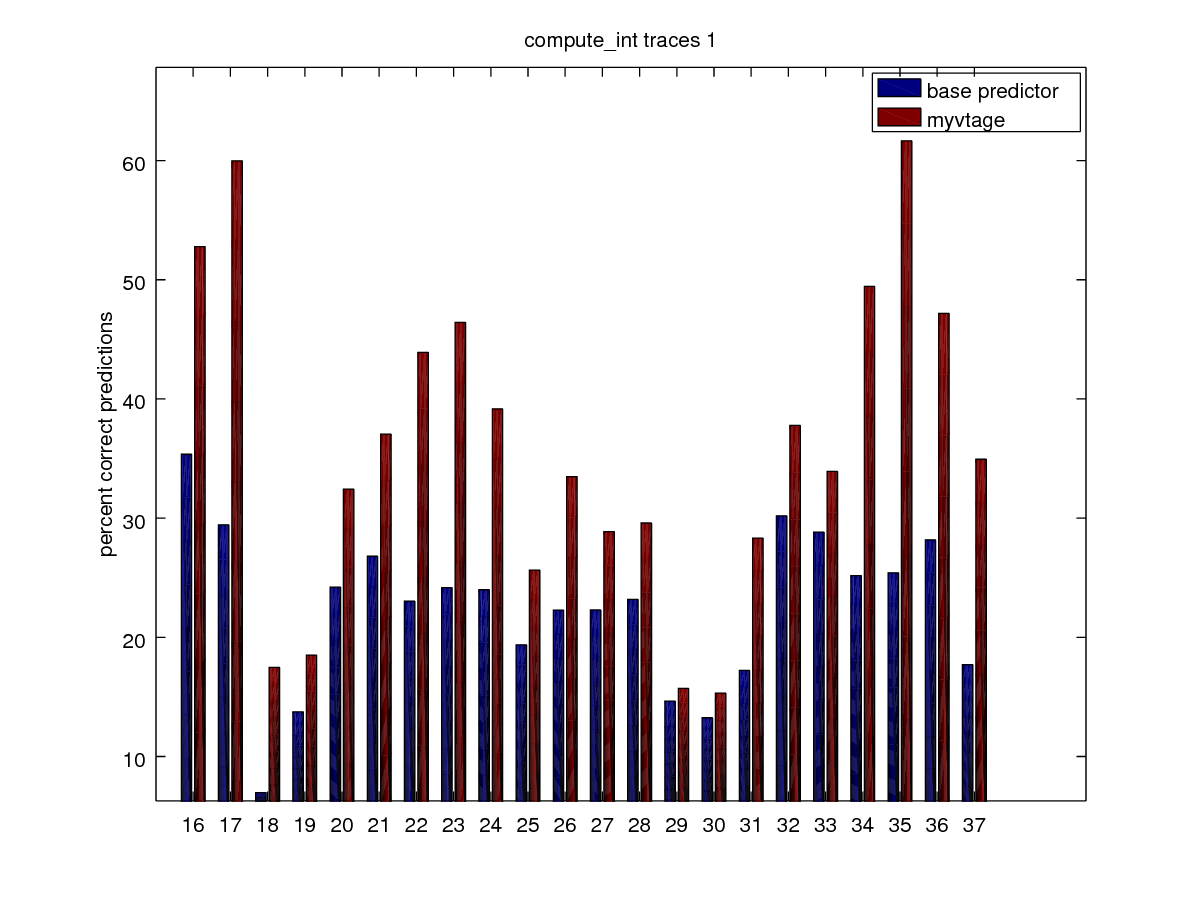 compute_int traces 1
base predictor
myvtage
percent correct predictions
60
50
40
30
20
10
16 17 18 19 20 21 22 23 24 25 26 27 28 29 30 31 32 33 34 35 36 37